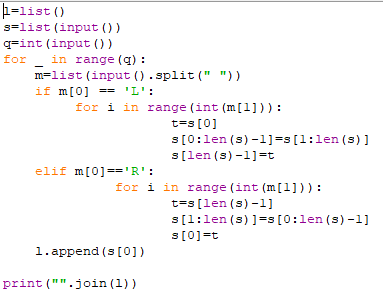 l=list()
s=list(input())
q=int(input())
for _ in range(q):
    m=list(input().split(" "))
    if m[0] == 'L':
         for i in range(int(m[1])):
                     t=s[0]
                     s[0:len(s)-1]=s[1:len(s)]
                     s[len(s)-1]=t
    elif m[0]=='R':
              for i in range(int(m[1])):
                     t=s[len(s)-1]
                     s[1:len(s)]=s[0:len(s)-1]
                     s[0]=t
    l.append(s[0])

print("".join(l))